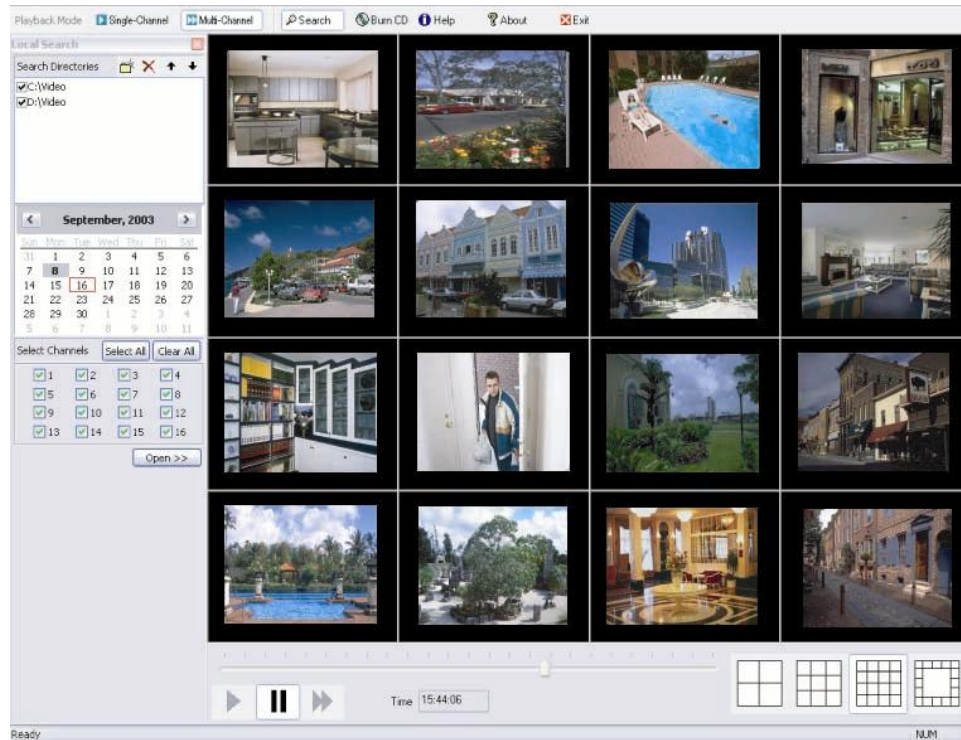 Playback Mode Single-Channel Multi-Channel Search Burn CD Help About Exit
Local Search
Search Directories
C:\Video
D:\Video
September, 2003
Sun Mon Tue Wed Thu Fri Sat
31 1 2 3 4 5 6
7 8 9 10 11 12 13
14 15 16 17 18 19 20
21 22 23 24 25 26 27
28 29 30 1 2 3 4
5 6 7 8 9 10 11
Select Channels Select All Clear All
1 2 3 4
5 6 7 8
9 10 11 12
13 14 15 16
Open >>
Time 15:44:06
Ready NUM